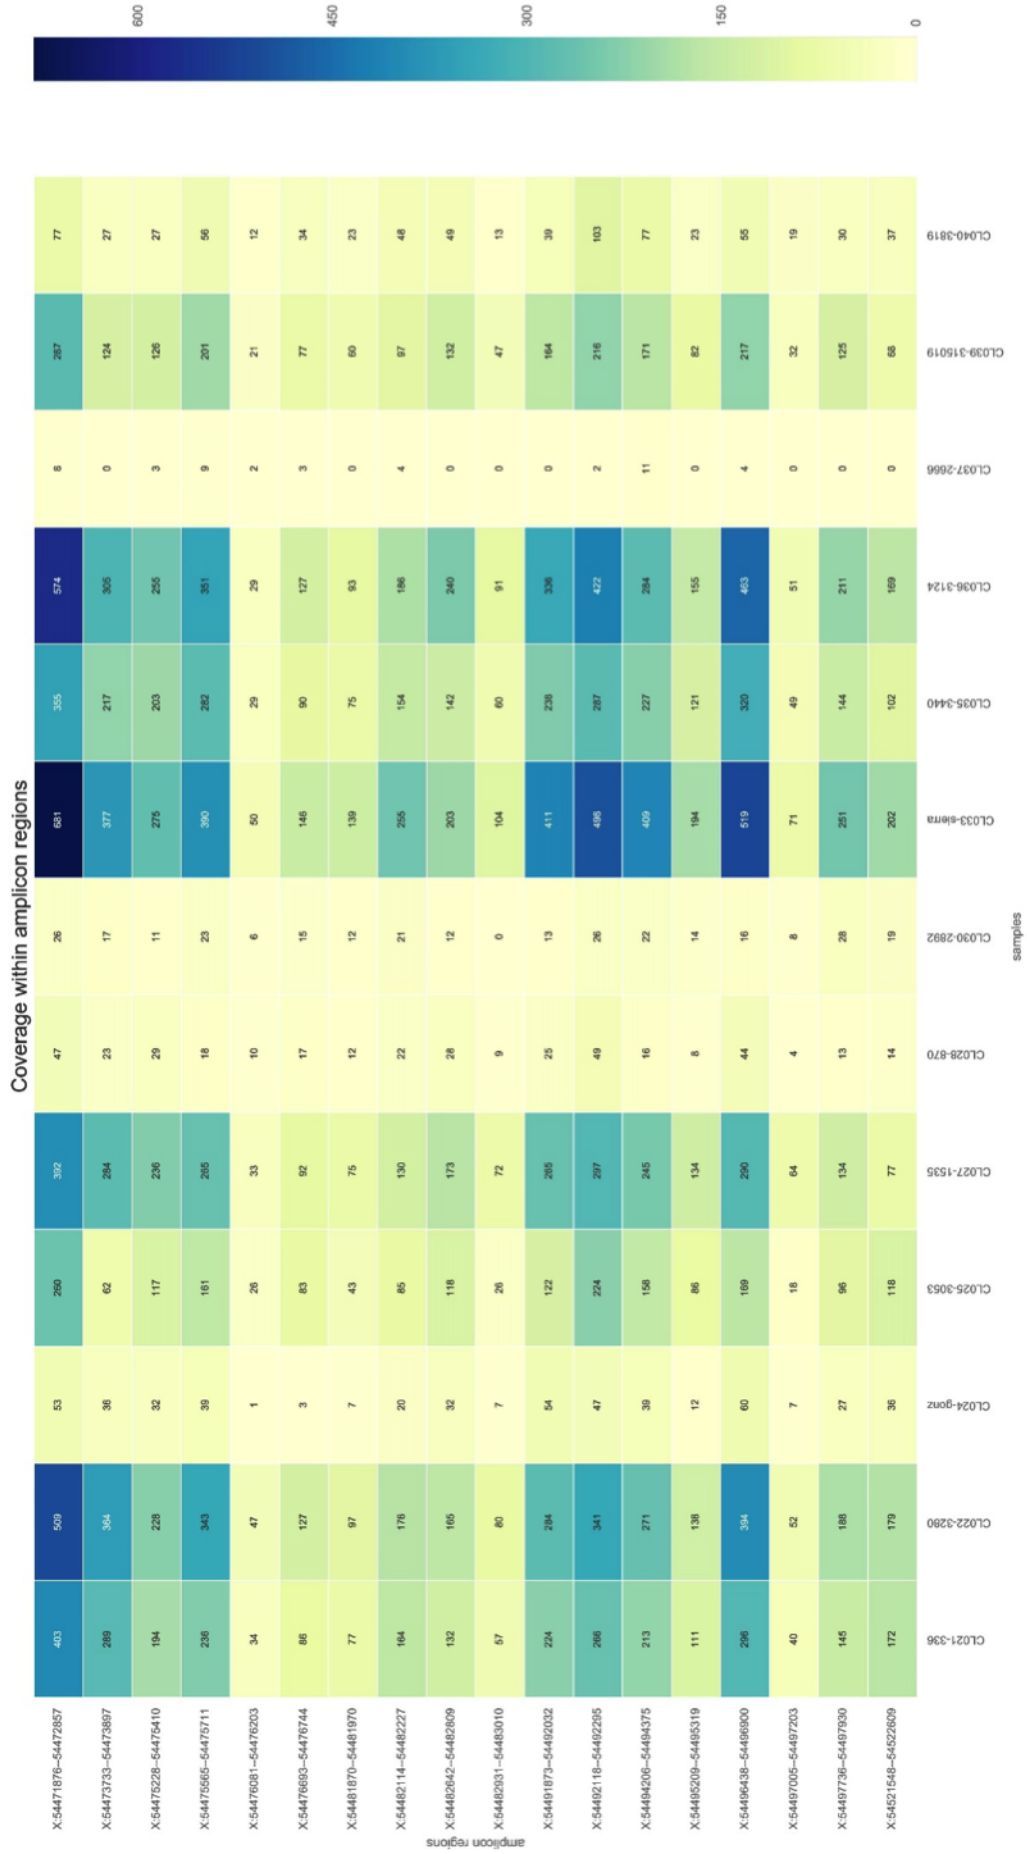 Coverage within amplicon regions
amplicon regions
X:54471876–54472857 403 509 53 260 392 47 26 681 355 574 8 267 77
X:54473733–54473897 289 364 36 62 284 23 17 377 217 305 0 124 27
X:54475228–54475410 194 228 32 117 236 29 11 275 203 255 3 126 27
X:54475565–54475711 236 343 39 161 265 18 23 390 282 351 9 201 56
X:54476081–54476203 34 47 1 26 33 10 6 50 29 29 2 21 12
X:54476693–54476744 86 127 3 83 92 17 15 146 90 127 3 77 34
X:54481870–54481970 77 97 7 43 75 12 12 139 75 93 0 60 23
X:54482114–54482227 164 176 20 85 130 22 21 255 154 186 4 97 48
X:54482642–54482809 132 165 32 118 173 28 12 203 142 240 0 132 49
X:54482931–54483010 57 80 7 26 72 9 0 104 60 91 0 47 13
X:54491873–54492032 224 284 54 122 265 25 13 411 238 336 0 164 39
X:54492118–54492295 266 341 47 224 297 49 26 496 287 422 2 216 103
X:54494206–54494375 213 271 39 158 245 16 22 409 227 284 11 171 77
X:54495209–54495319 111 138 12 86 134 8 14 194 121 155 0 82 23
X:54496438–54496900 296 394 60 169 290 44 16 519 320 463 4 217 55
X:54497005–54497203 40 52 7 18 64 4 8 71 49 51 0 32 19
X:54497736–54497930 145 188 27 96 134 13 28 251 144 211 0 125 30
X:54521548–54522609 172 179 36 118 77 14 19 202 102 169 0 68 37
CL021-336 CL022-3280 CL024-gonz CL025-3053 CL027-1535 CL028-870 CL030-2892 CL033-sierra CL035-3440 CL036-3124 CL037-2666 CL039-315019 CL040-3819
samples
600
450
300
150
0